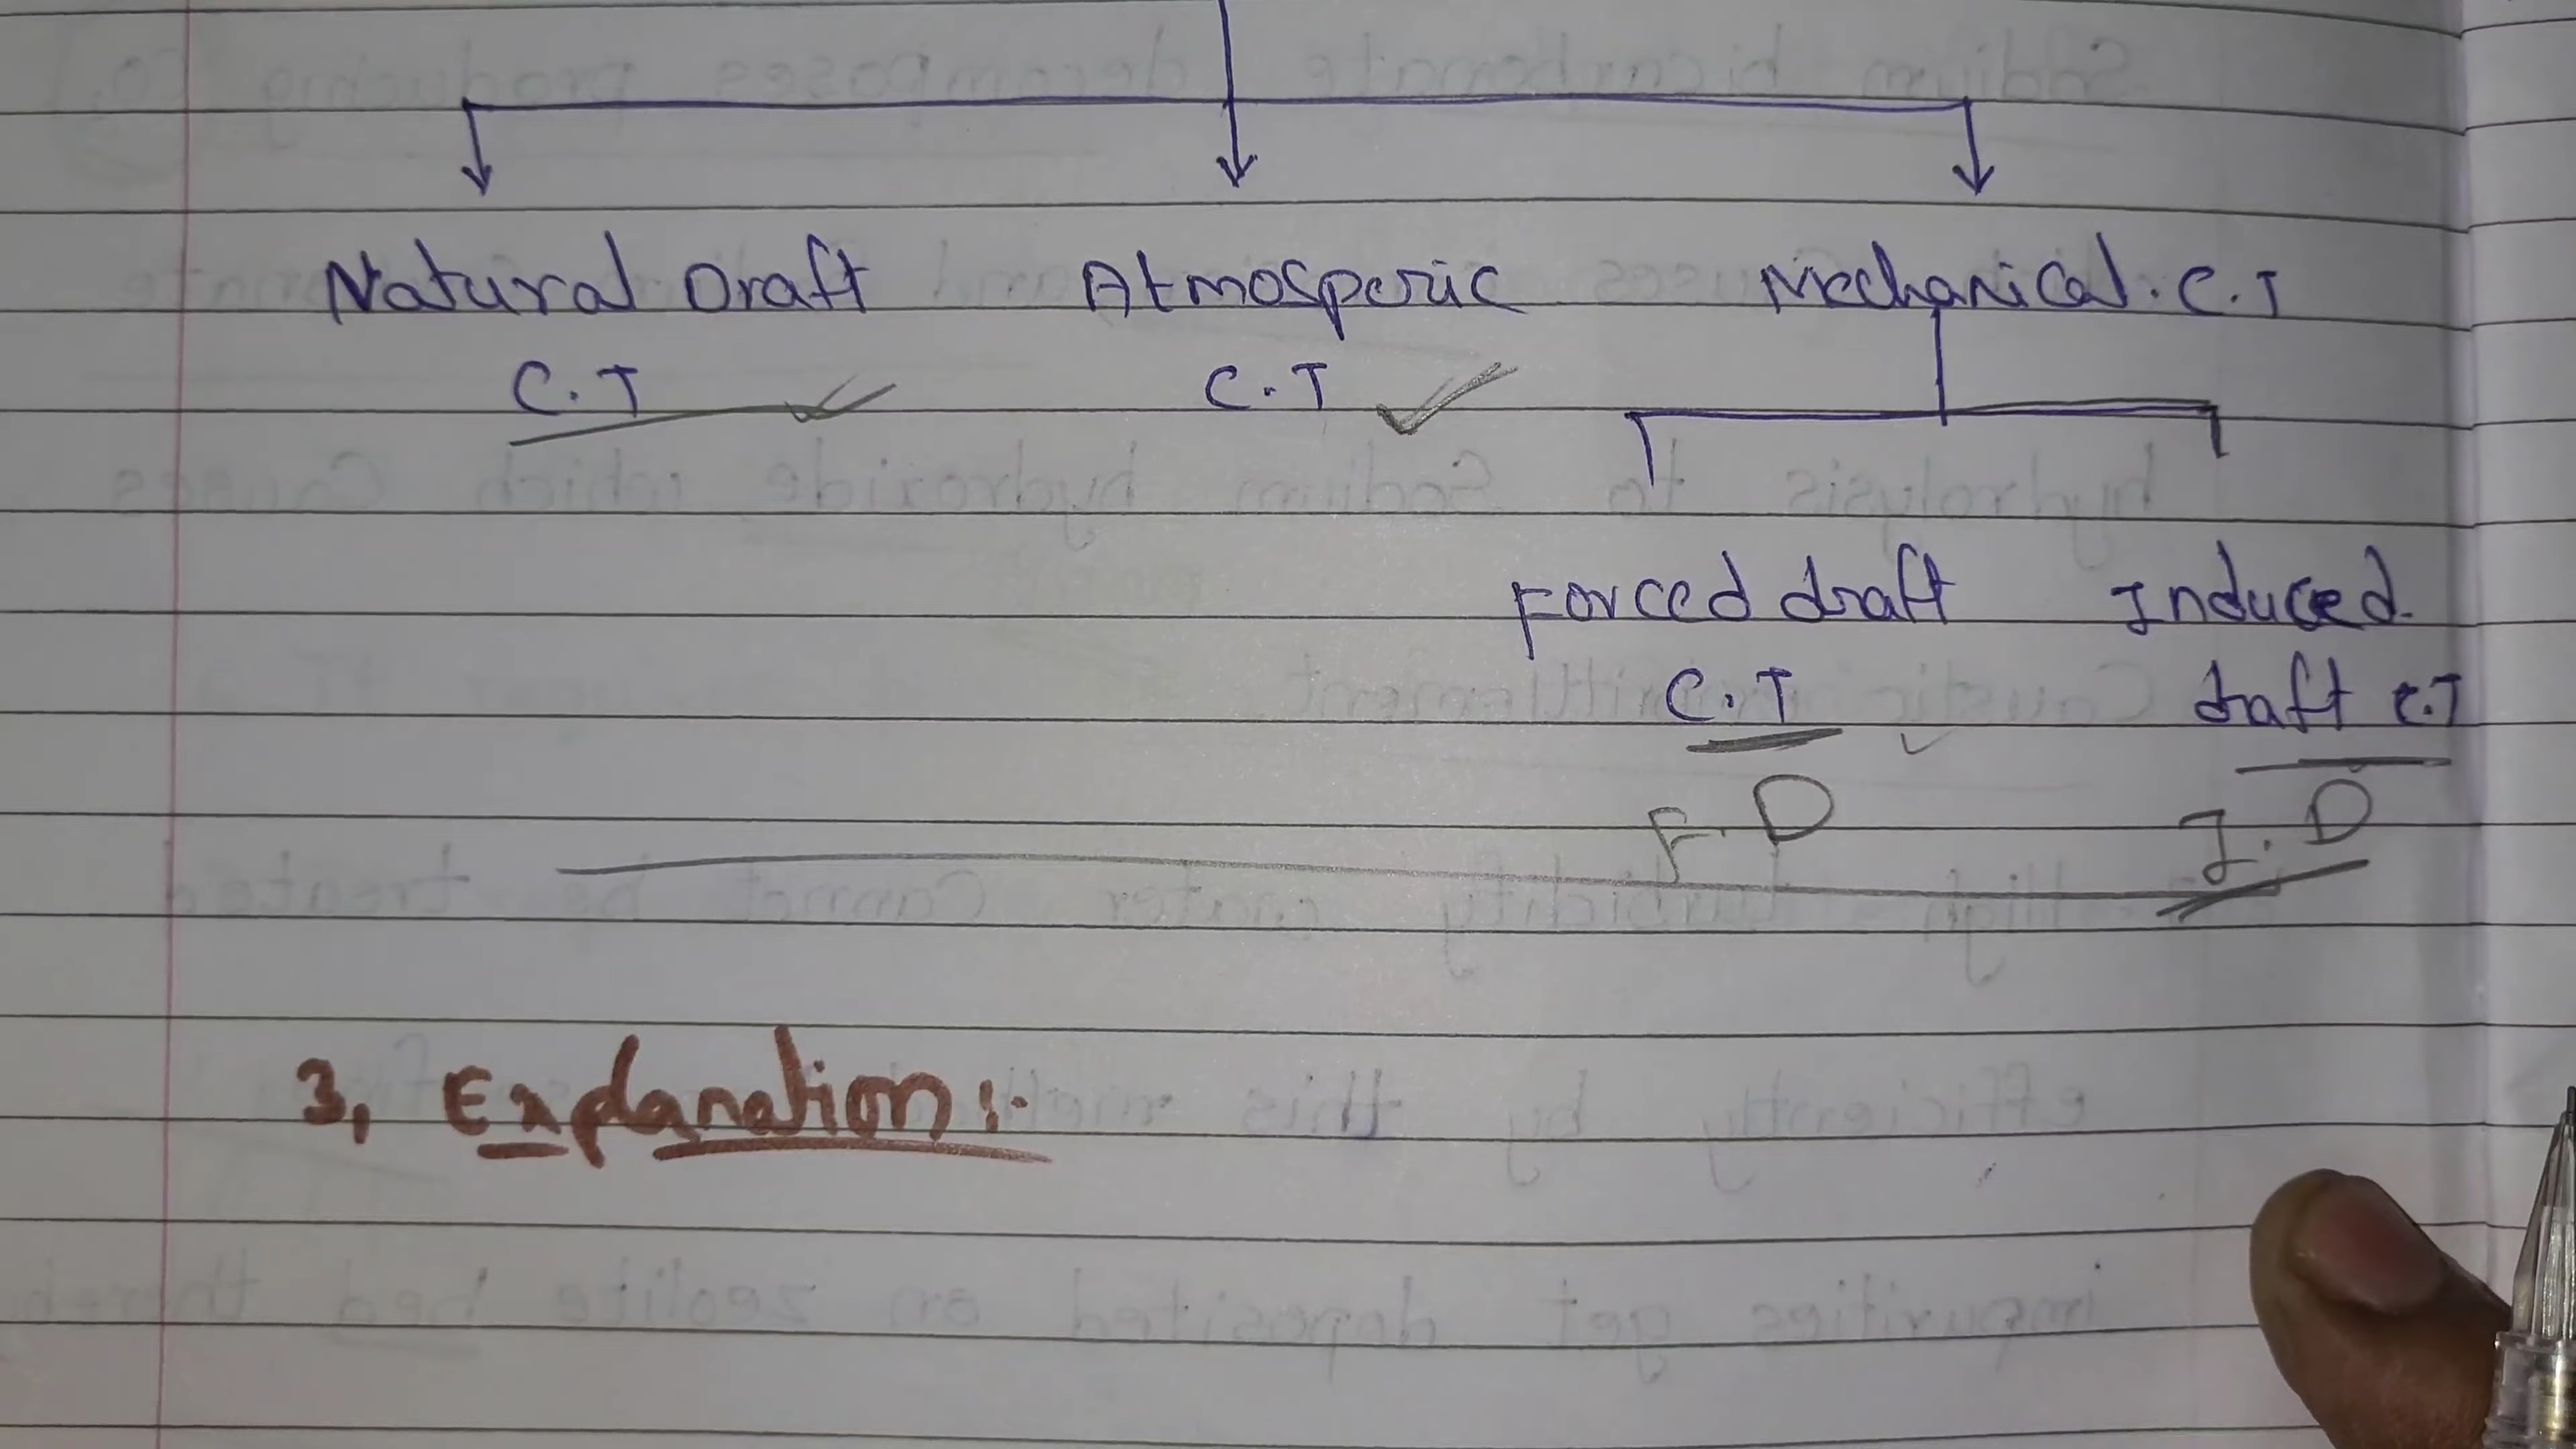 Natural Draft Atmosperic Mechanical. C.T
C.T C.T
Forced draft Induced
C.T draft C.T
F.D I.D
3, Explanation:-